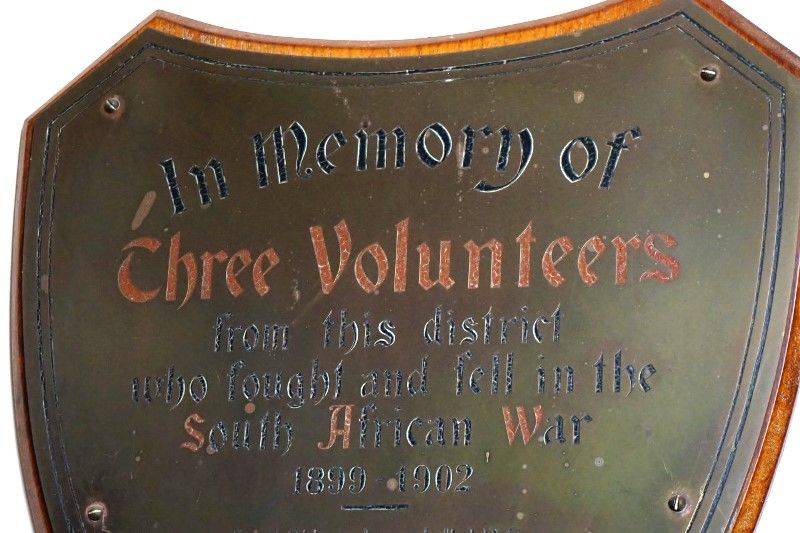 In Memory of
Three Volunteers
from this district
who fought and fell in the
South African War
1899 - 1902